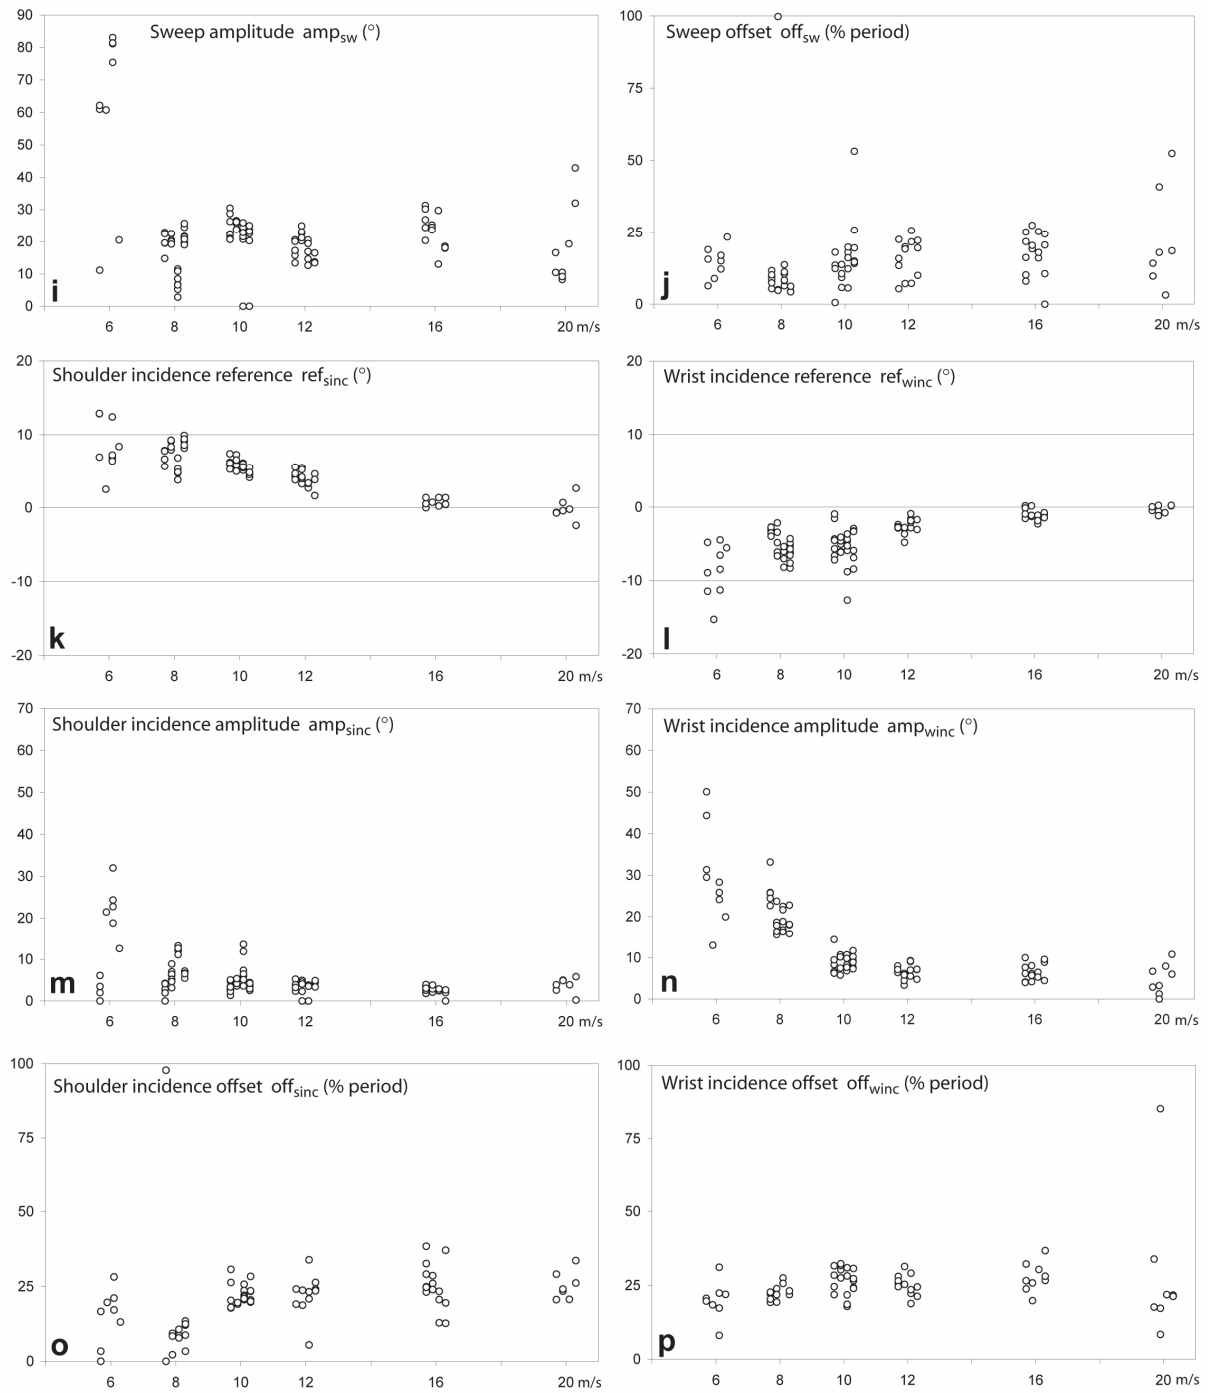 Sweep amplitude amp_sw (°)
90
80
70
60
50
40
30
20
10
0
i
6 8 10 12 16 20 m/s
Sweep offset off_sw (% period)
100
75
50
25
0
j
6 8 10 12 16 20 m/s
Shoulder incidence reference ref_sinc (°)
20
10
0
-10
-20
k
6 8 10 12 16 20 m/s
Wrist incidence reference ref_winc (°)
20
10
0
-10
-20
l
6 8 10 12 16 20 m/s
Shoulder incidence amplitude amp_sinc (°)
70
60
50
40
30
20
10
0
m
6 8 10 12 16 20 m/s
Wrist incidence amplitude amp_winc (°)
70
60
50
40
30
20
10
0
n
6 8 10 12 16 20 m/s
Shoulder incidence offset off_sinc (% period)
100
75
50
25
0
o
6 8 10 12 16 20 m/s
Wrist incidence offset off_winc (% period)
100
75
50
25
0
p
6 8 10 12 16 20 m/s